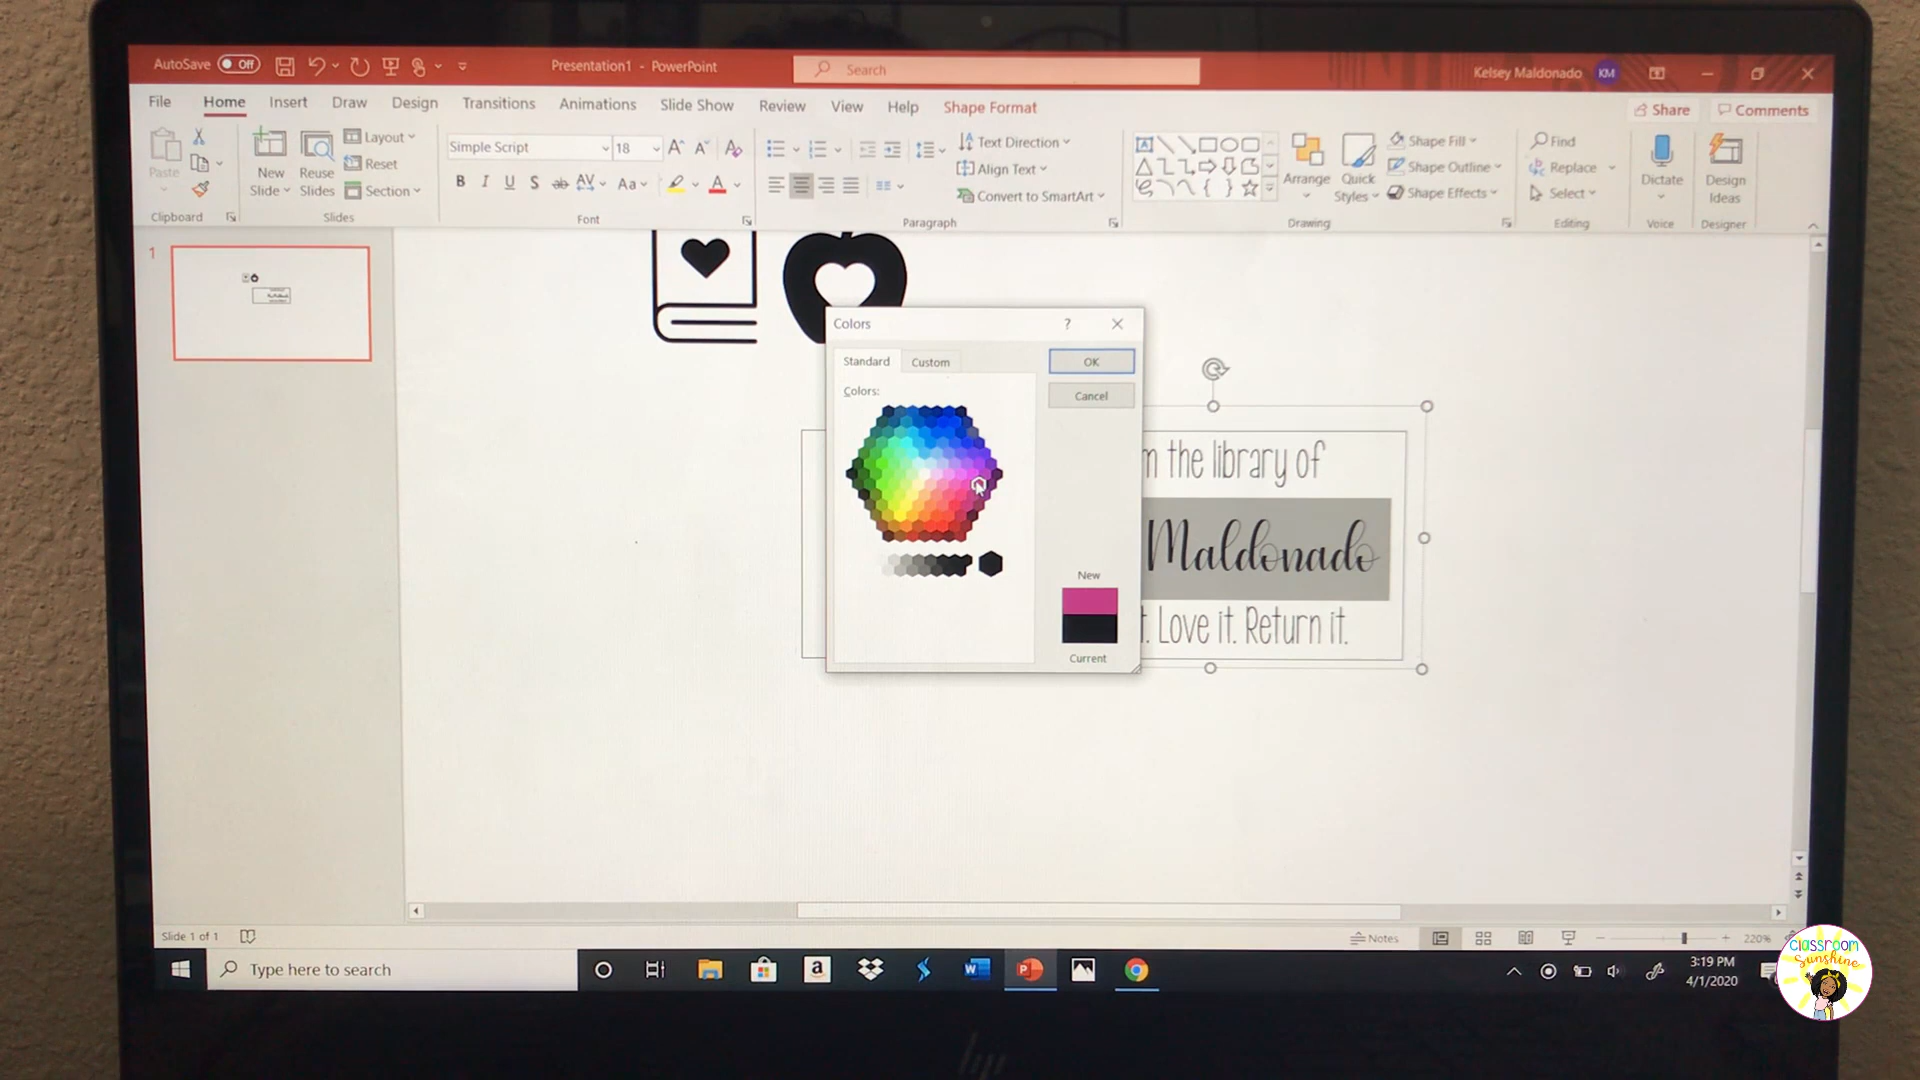 AutoSave Off
Presentation1 - PowerPoint
Search
Kelsey Maldonado KM
File Home Insert Draw Design Transitions Animations Slide Show Review View Help Shape Format
Share Comments
Paste
Clipboard
New Slide
Reuse Slides
Layout
Reset
Section
Slides
Simple Script 18
B I U S ab AV Aa A
Font
Text Direction
Align Text
Convert to SmartArt
Paragraph
Arrange
Quick Styles
Shape Fill
Shape Outline
Shape Effects
Drawing
Find
Replace
Select
Editing
Dictate
Voice
Design Ideas
Designer
1
Colors ?
Standard Custom
OK
Cancel
Colors:
New
Current
m the library of
Maldonado
t. Love it. Return it.
Slide 1 of 1
Notes
220%
Type here to search
3:19 PM
4/1/2020
hp
Classroom
Sunshine